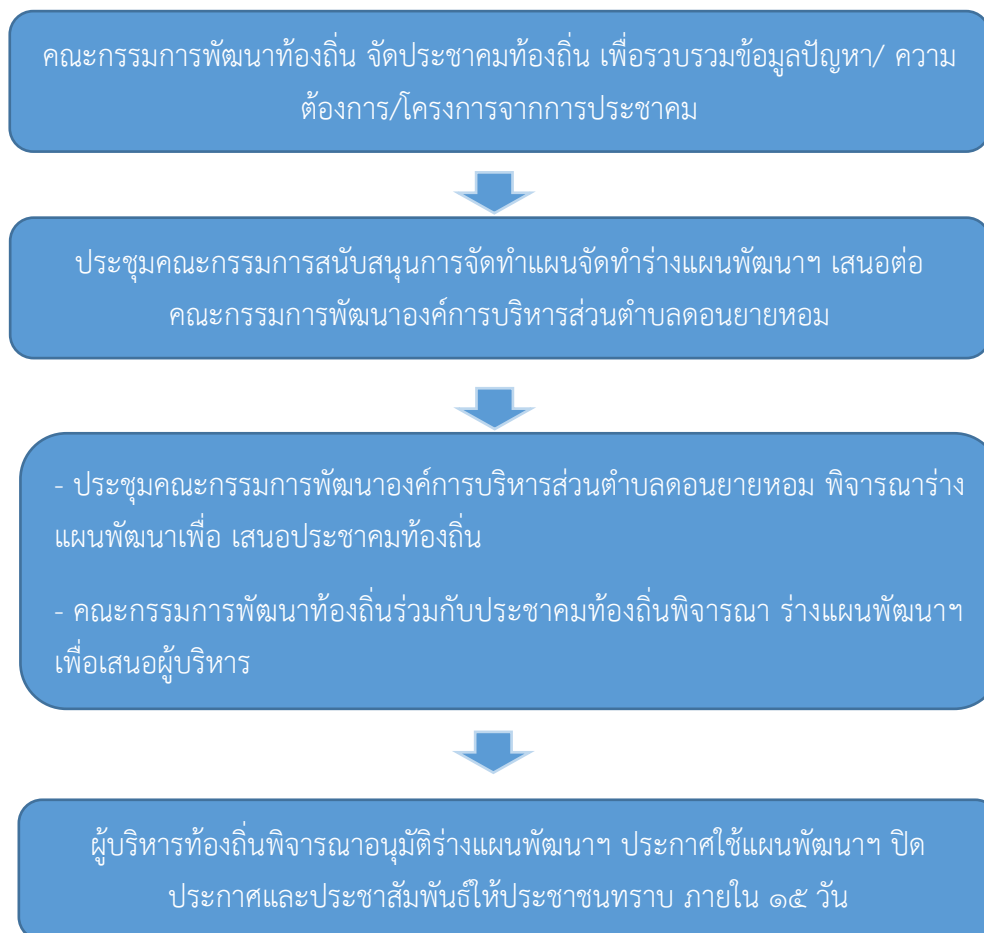 คณะกรรมการพัฒนาท้องถิ่น จัดประชาคมท้องถิ่น เพื่อรวบรวมข้อมูลปัญหา/ ความ
ต้องการ/โครงการจากการประชาคม
ประชุมคณะกรรมการสนับสนุนการจัดทำแผนจัดทำร่างแผนพัฒนาฯ เสนอต่อ
คณะกรรมการพัฒนาองค์การบริหารส่วนตำบลดอนยายหอม
- ประชุมคณะกรรมการพัฒนาองค์การบริหารส่วนตำบลดอนยายหอม พิจารณาร่าง
แผนพัฒนาเพื่อ เสนอประชาคมท้องถิ่น
- คณะกรรมการพัฒนาท้องถิ่นร่วมกับประชาคมท้องถิ่นพิจารณา ร่างแผนพัฒนาฯ
เพื่อเสนอผู้บริหาร
ผู้บริหารท้องถิ่นพิจารณาอนุมัติร่างแผนพัฒนาฯ ประกาศใช้แผนพัฒนาฯ ปิด
ประกาศและประชาสัมพันธ์ให้ประชาชนทราบ ภายใน ๑๕ วัน